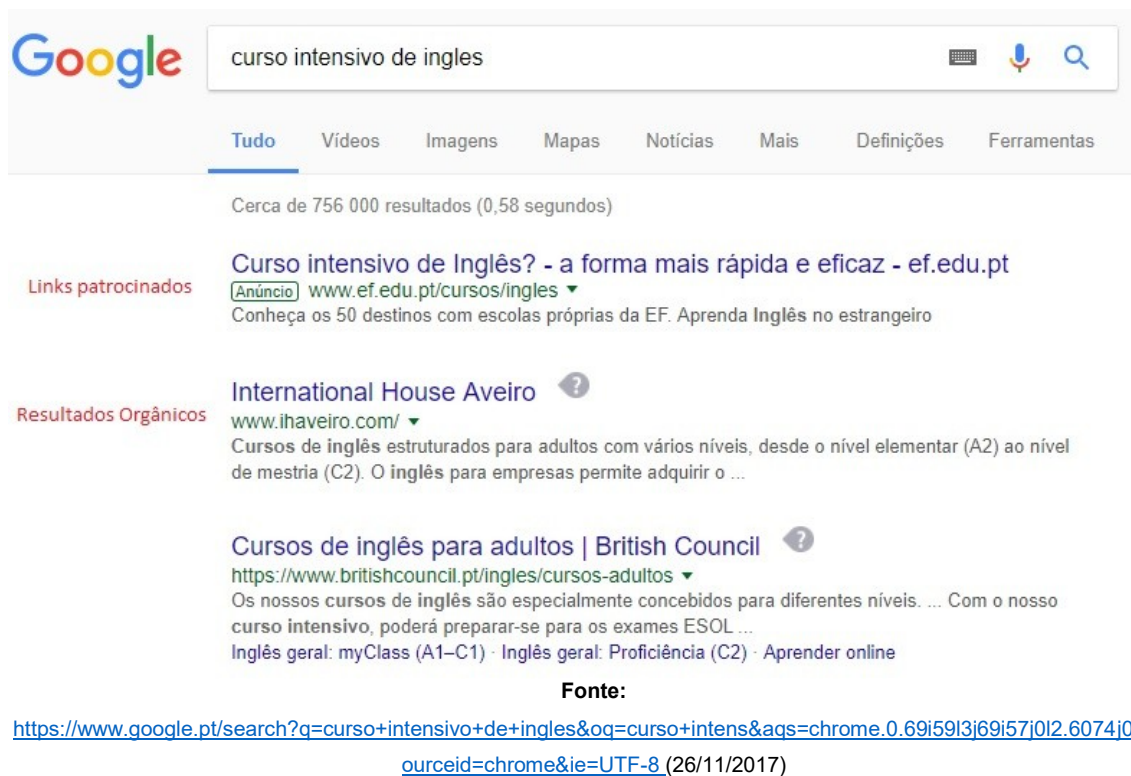 Google curso intensivo de ingles
Tudo Vídeos Imagens Mapas Notícias Mais Definições Ferramentas
Cerca de 756 000 resultados (0,58 segundos)
Links patrocinados
Curso intensivo de Inglês? - a forma mais rápida e eficaz - ef.edu.pt
Anúncio www.ef.edu.pt/cursos/ingles
Conheça os 50 destinos com escolas próprias da EF. Aprenda Inglês no estrangeiro
Resultados Orgânicos
International House Aveiro ?
www.ihaveiro.com/
Cursos de inglês estruturados para adultos com vários níveis, desde o nível elementar (A2) ao nível
de mestria (C2). O inglês para empresas permite adquirir o ...
Cursos de inglês para adultos | British Council ?
https://www.britishcouncil.pt/ingles/cursos-adultos
Os nossos cursos de inglês são especialmente concebidos para diferentes níveis. ... Com o nosso
curso intensivo, poderá preparar-se para os exames ESOL ...
Inglês geral: myClass (A1–C1) · Inglês geral: Proficiência (C2) · Aprender online
Fonte:
https://www.google.pt/search?q=curso+intensivo+de+ingles&oq=curso+intens&aqs=chrome.0.69i59l3j69i57j0l2.6074j0
ourceid=chrome&ie=UTF-8 (26/11/2017)